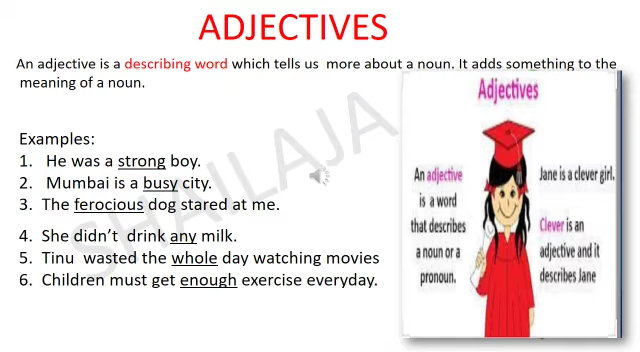 ADJECTIVES
An adjective is a describing word which tells us more about a noun. It adds something to the
meaning of a noun.
Examples:
1. He was a strong boy.
2. Mumbai is a busy city.
3. The ferocious dog stared at me.
4. She didn't drink any milk.
5. Tinu wasted the whole day watching movies
6. Children must get enough exercise everyday.
SHAILAJA
Adjectives
An adjective
is a word
that describes
a noun or a
pronoun.
Jane is a clever girl.
Clever is an
adjective and it
describes Jane